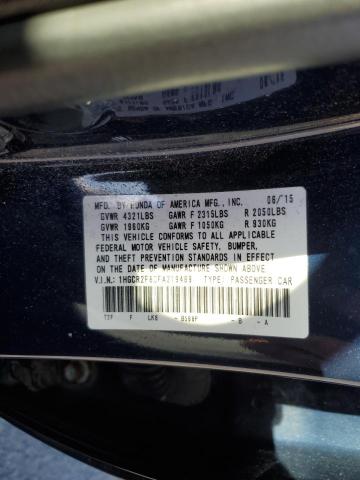 MFD. BY HONDA OF AMERICA MFG., INC. 06/15
GVWR 4321LBS GAWR F 2315LBS R 2050LBS
GVWR 1960KG GAWR F 1050KG R 930KG
THIS VEHICLE CONFORMS TO ALL APPLICABLE
FEDERAL MOTOR VEHICLE SAFETY, BUMPER,
AND THEFT PREVENTION STANDARDS IN EFFECT
ON THE DATE OF MANUFACTURE SHOWN ABOVE.
V.I.N.: TYPE: PASSENGER CAR
F LKS - B588P - B - A